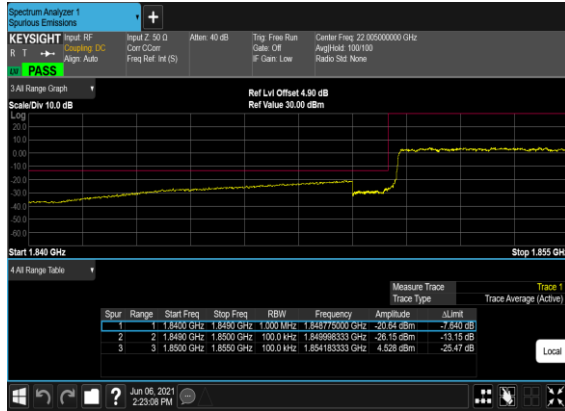 Spectrum Analyzer 1
Spurious Emissions
+
KEYSIGHT Input: RF Input Z: 50 Ω Atten: 40 dB Trig: Free Run Center Freq: 22.005000000 GHz
R T Coupling: DC Corr CCorr Gate: Off Avg|Hold: 100/100
Align: Auto Freq Ref: Int (S) IF Gain: Low Radio Std: None
PASS
3 All Range Graph
Ref Lvl Offset 4.90 dB
Scale/Div 10.0 dB Ref Value 30.00 dBm
Log
20.0
10.0
0.00
-10.0
-20.0
-30.0
-40.0
-50.0
-60.0
Start 1.840 GHz Stop 1.855 GH
4 All Range Table
Measure Trace Trace 1
Trace Type Trace Average (Active)
Spur Range Start Freq Stop Freq RBW Frequency Amplitude ΔLimit
1 1 1.8400 GHz 1.8490 GHz 1.000 MHz 1.848775000 GHz -20.64 dBm -7.640 dB
2 2 1.8490 GHz 1.8500 GHz 100.0 kHz 1.849998333 GHz -26.15 dBm -13.15 dB
3 3 1.8500 GHz 1.8550 GHz 100.0 kHz 1.854183333 GHz 4.528 dBm -25.47 dB
Local
? Jun 06, 2021
2:23:08 PM